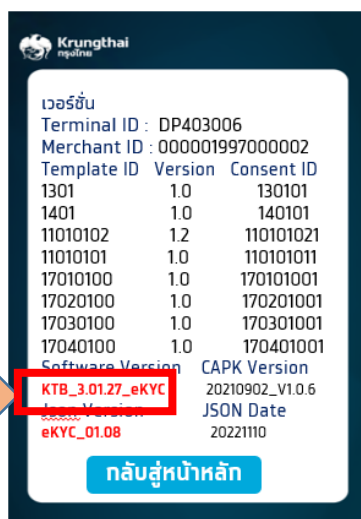 Krungthai
กรุงไทย
เวอร์ชั่น
Terminal ID : DP403006
Merchant ID : 000001997000002
Template ID Version Consent ID
1301 1.0 130101
1401 1.0 140101
11010102 1.2 110101021
11010101 1.0 110101011
17010100 1.0 170101001
17020100 1.0 170201001
17030100 1.0 170301001
17040100 1.0 170401001
Software Version CAPK Version
KTB_3.01.27_eKYC 20210902_V1.0.6
Json Version JSON Date
eKYC_01.08 20221110
กลับสู่หน้าหลัก